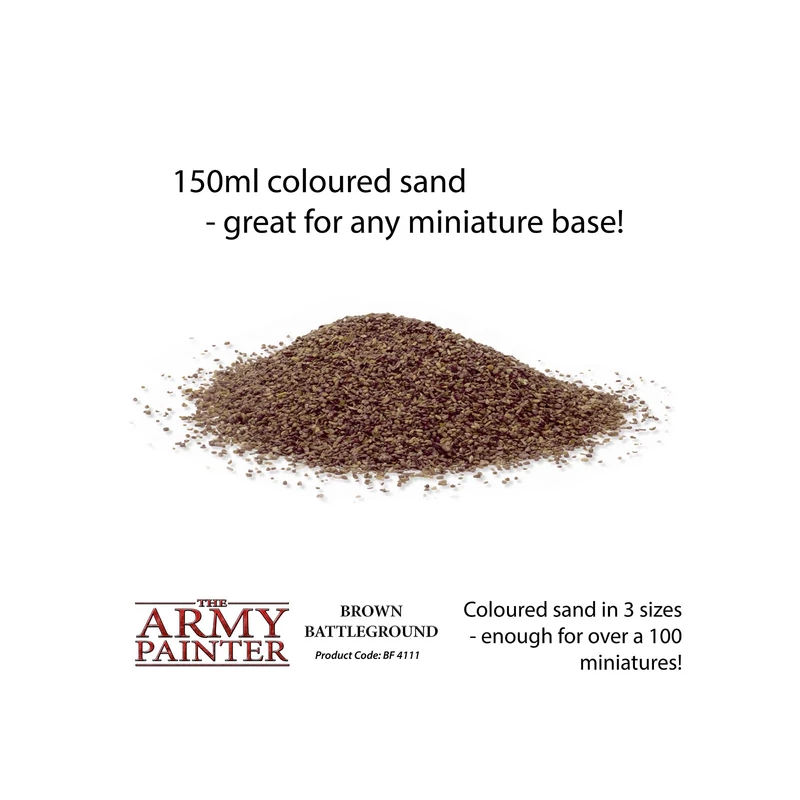 150ml coloured sand
- great for any miniature base!
THE
ARMY
PAINTER
BROWN
BATTLEGROUND
Product Code: BF 4111
Coloured sand in 3 sizes
- enough for over a 100
miniatures!